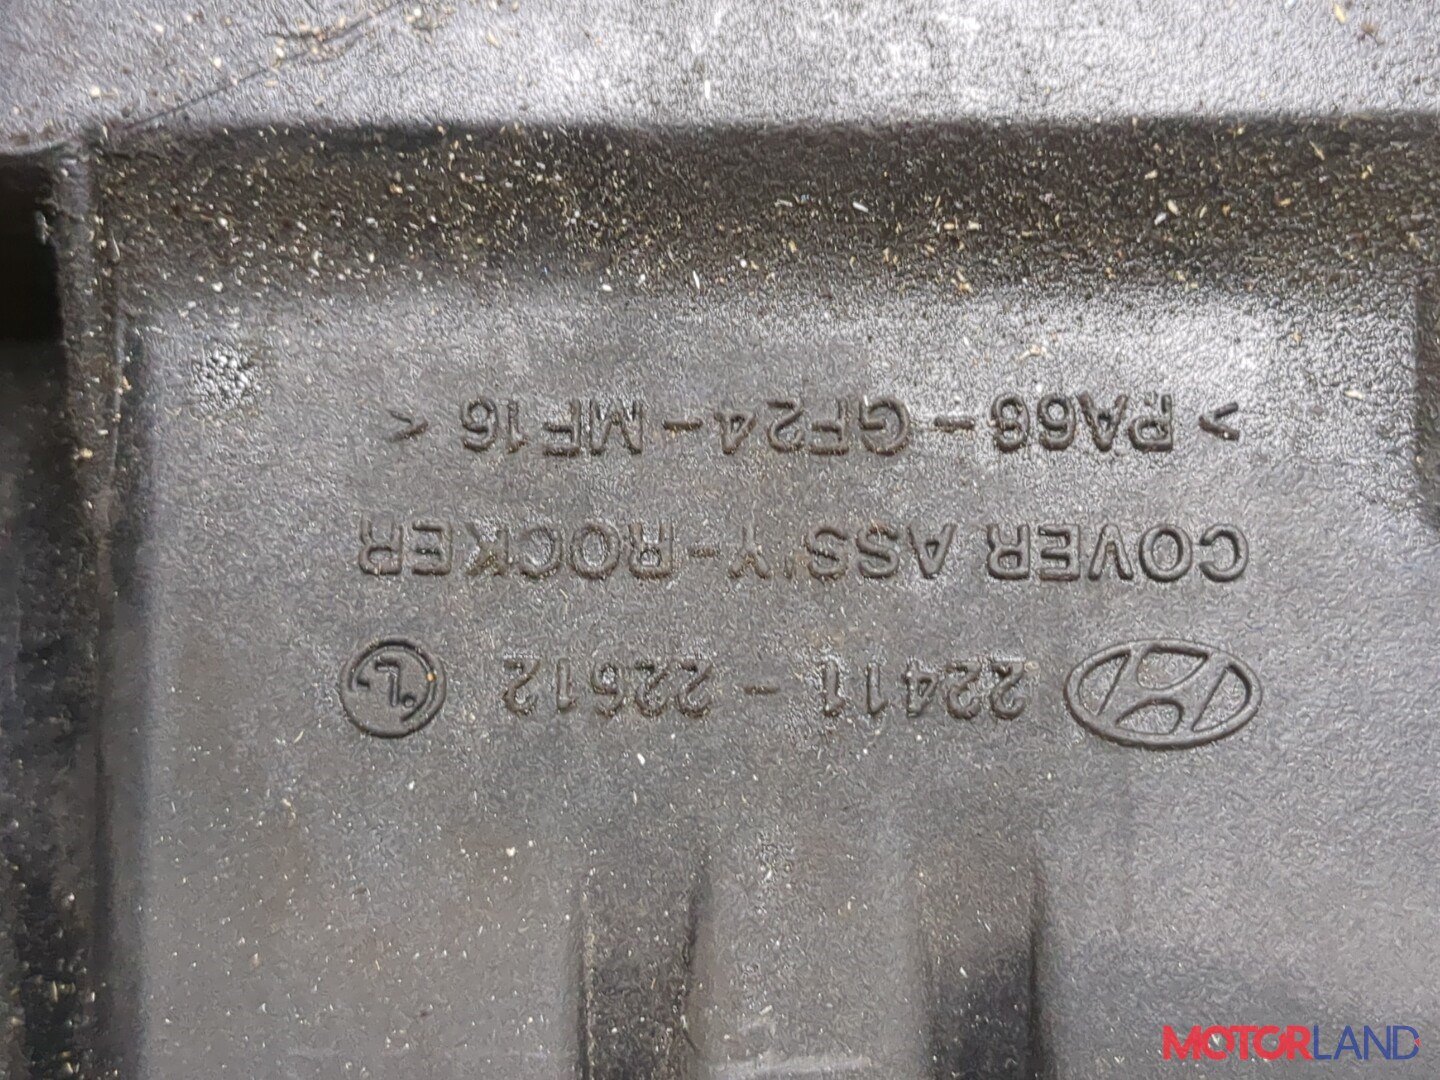 22411-22612
COVER ASS'Y-ROCKER
> PA66-GF24-MF16 <
MOTORLAND